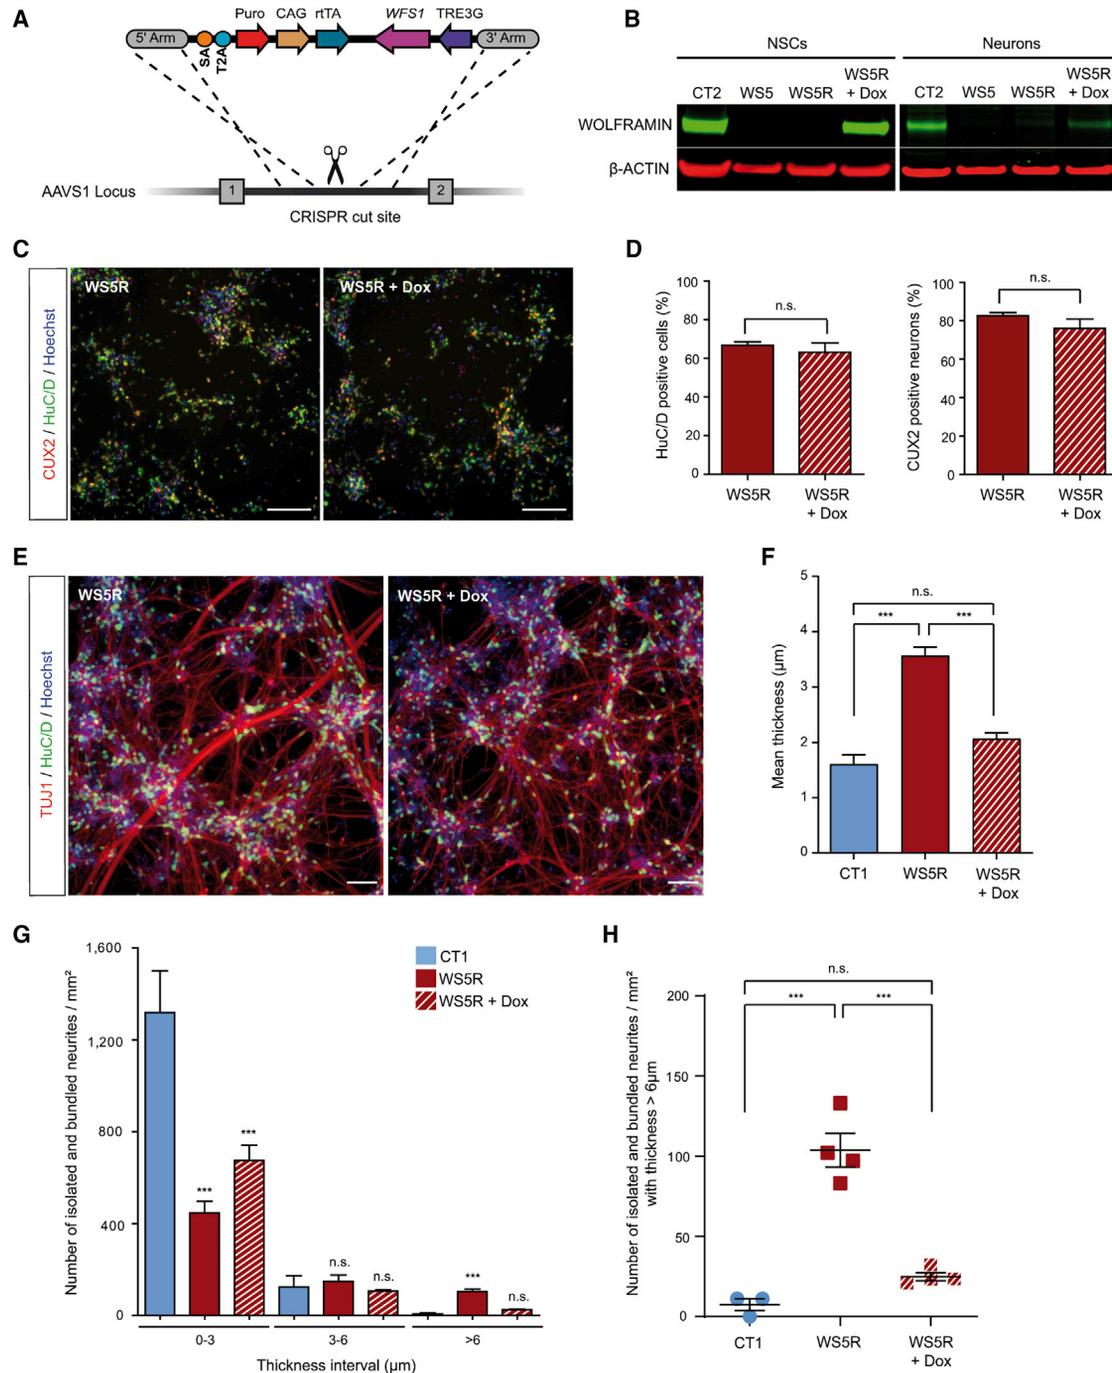 A
Puro CAG rtTA WFS1 TRE3G
5' Arm
SA
T2A
3' Arm
AAVS1 Locus
1
2
CRISPR cut site
B
NSCs
Neurons
CT2 WS5 WS5R WS5R + Dox
CT2 WS5 WS5R WS5R + Dox
WOLFRAMIN
β-ACTIN
C
CUX2 / HuC/D / Hoechst
WS5R
WS5R + Dox
D
HuC/D positive cells (%)
100
80
60
40
20
0
n.s.
WS5R
WS5R
+ Dox
CUX2 positive neurons (%)
100
80
60
40
20
0
n.s.
WS5R
WS5R
+ Dox
E
TUJ1 / HuC/D / Hoechst
WS5R
WS5R + Dox
F
Mean thickness (µm)
5
4
3
2
1
0
n.s.
*** ***
CT1
WS5R
WS5R
+ Dox
G
Number of isolated and bundled neurites / mm²
1,600
1,200
800
400
0
CT1
WS5R
WS5R + Dox
***
***
n.s.
n.s.
***
n.s.
0-3
3-6
>6
Thickness interval (µm)
H
Number of isolated and bundled neurites / mm²
with thickness > 6µm
200
150
100
50
0
n.s.
*** ***
CT1
WS5R
WS5R
+ Dox